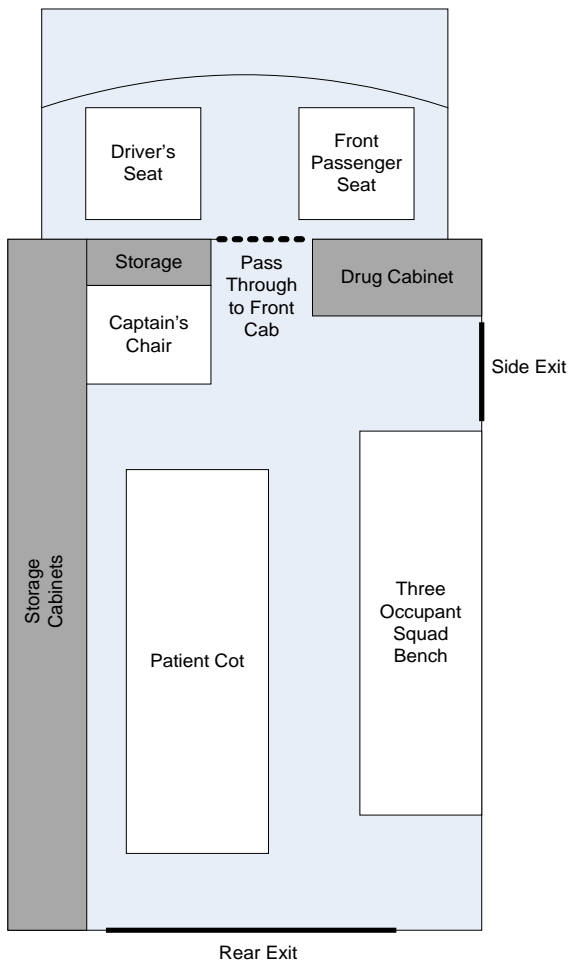 Driver's
Seat
Front
Passenger
Seat
Storage
Pass
Through
to Front
Cab
Drug Cabinet
Captain's
Chair
Side Exit
Storage
Cabinets
Patient Cot
Three
Occupant
Squad
Bench
Rear Exit